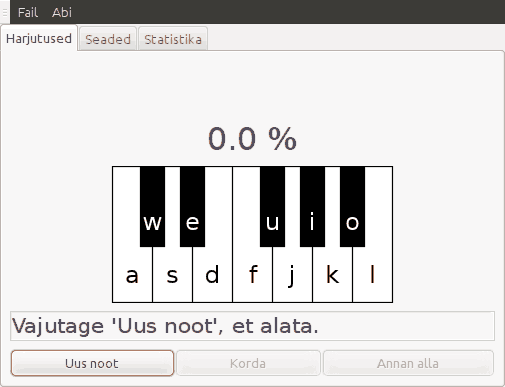 Fail Abi
Harjutused Seaded Statistika
0.0 %
w e u i o
a s d f j k l
Vajutage 'Uus noot', et alata.
Uus noot Korda Annan alla